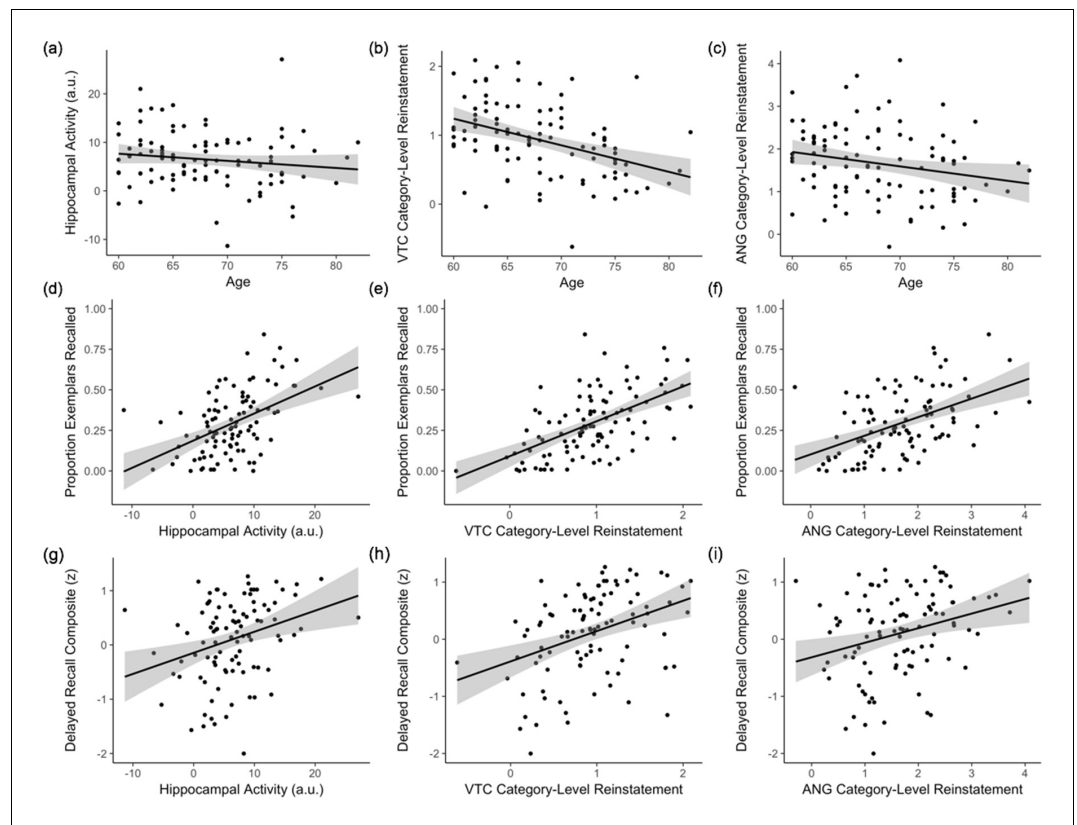 (a)
Hippocampal Activity (a.u.)
20
10
0
-10
60 65 70 75 80
Age
(b)
VTC Category-Level Reinstatement
2
1
0
60 65 70 75 80
Age
(c)
ANG Category-Level Reinstatement
4
3
2
1
0
60 65 70 75 80
Age
(d)
Proportion Exemplars Recalled
1.00
0.75
0.50
0.25
0.00
-10 0 10 20
Hippocampal Activity (a.u.)
(e)
Proportion Exemplars Recalled
1.00
0.75
0.50
0.25
0.00
0 1 2
VTC Category-Level Reinstatement
(f)
Proportion Exemplars Recalled
1.00
0.75
0.50
0.25
0.00
0 1 2 3 4
ANG Category-Level Reinstatement
(g)
Delayed Recall Composite (z)
1
0
-1
-2
-10 0 10 20
Hippocampal Activity (a.u.)
(h)
Delayed Recall Composite (z)
1
0
-1
-2
0 1 2
VTC Category-Level Reinstatement
(i)
Delayed Recall Composite (z)
1
0
-1
-2
0 1 2 3 4
ANG Category-Level Reinstatement